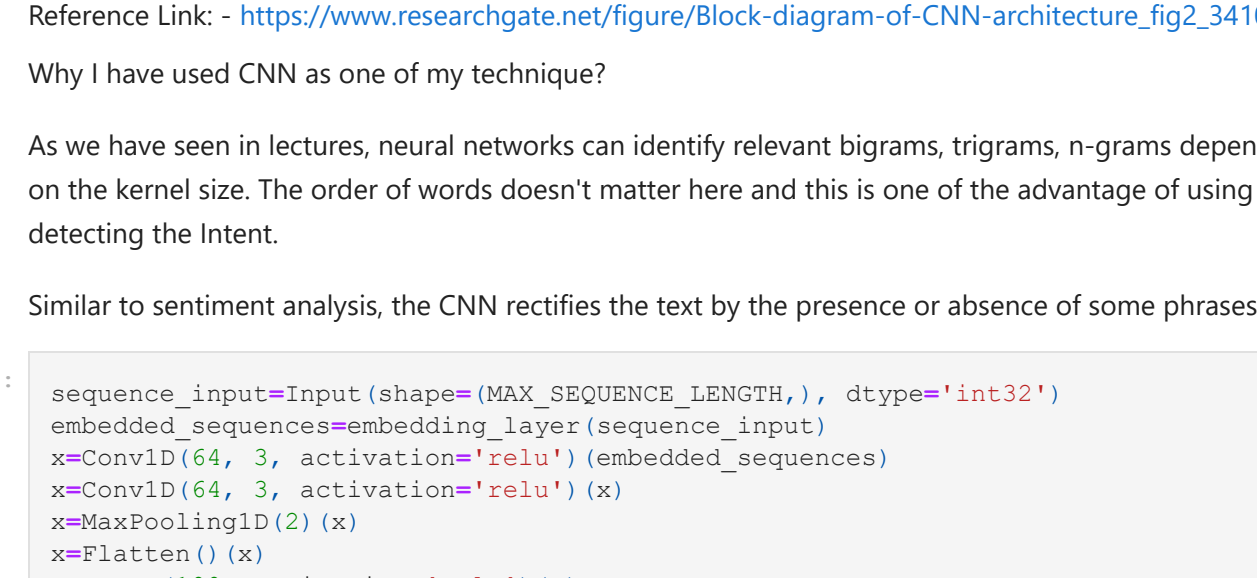 Reference Link: - https://www.researchgate.net/figure/Block-diagram-of-CNN-architecture_fig2_341
Why I have used CNN as one of my technique?
As we have seen in lectures, neural networks can identify relevant bigrams, trigrams, n-grams depen
on the kernel size. The order of words doesn't matter here and this is one of the advantage of using
detecting the Intent.
Similar to sentiment analysis, the CNN rectifies the text by the presence or absence of some phrases
:
sequence_input=Input(shape=(MAX_SEQUENCE_LENGTH,), dtype='int32')
embedded_sequences=embedding_layer(sequence_input)
x=Conv1D(64, 3, activation='relu')(embedded_sequences)
x=Conv1D(64, 3, activation='relu')(x)
x=MaxPooling1D(2)(x)
x=Flatten()(x)